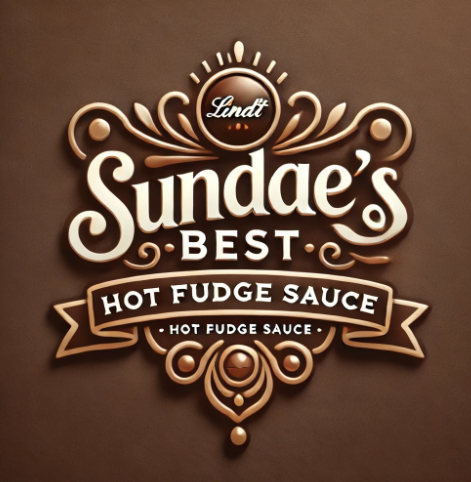 Lindt
Sundae's
BEST
HOT FUDGE SAUCE
• HOT FUDGE SAUCE •